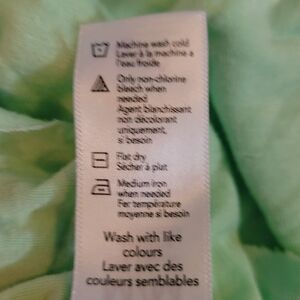 Machine wash cold
Laver à la machine a
l'eau froide
Only non-chlorine
bleach when
needed
Agent blanchissant
non décolorant
uniquement,
si besoin
Flat dry
Sécher à plat
Medium iron
when needed
Fer température
moyenne si besoin
Wash with like
colours
Laver avec des
couleurs semblables